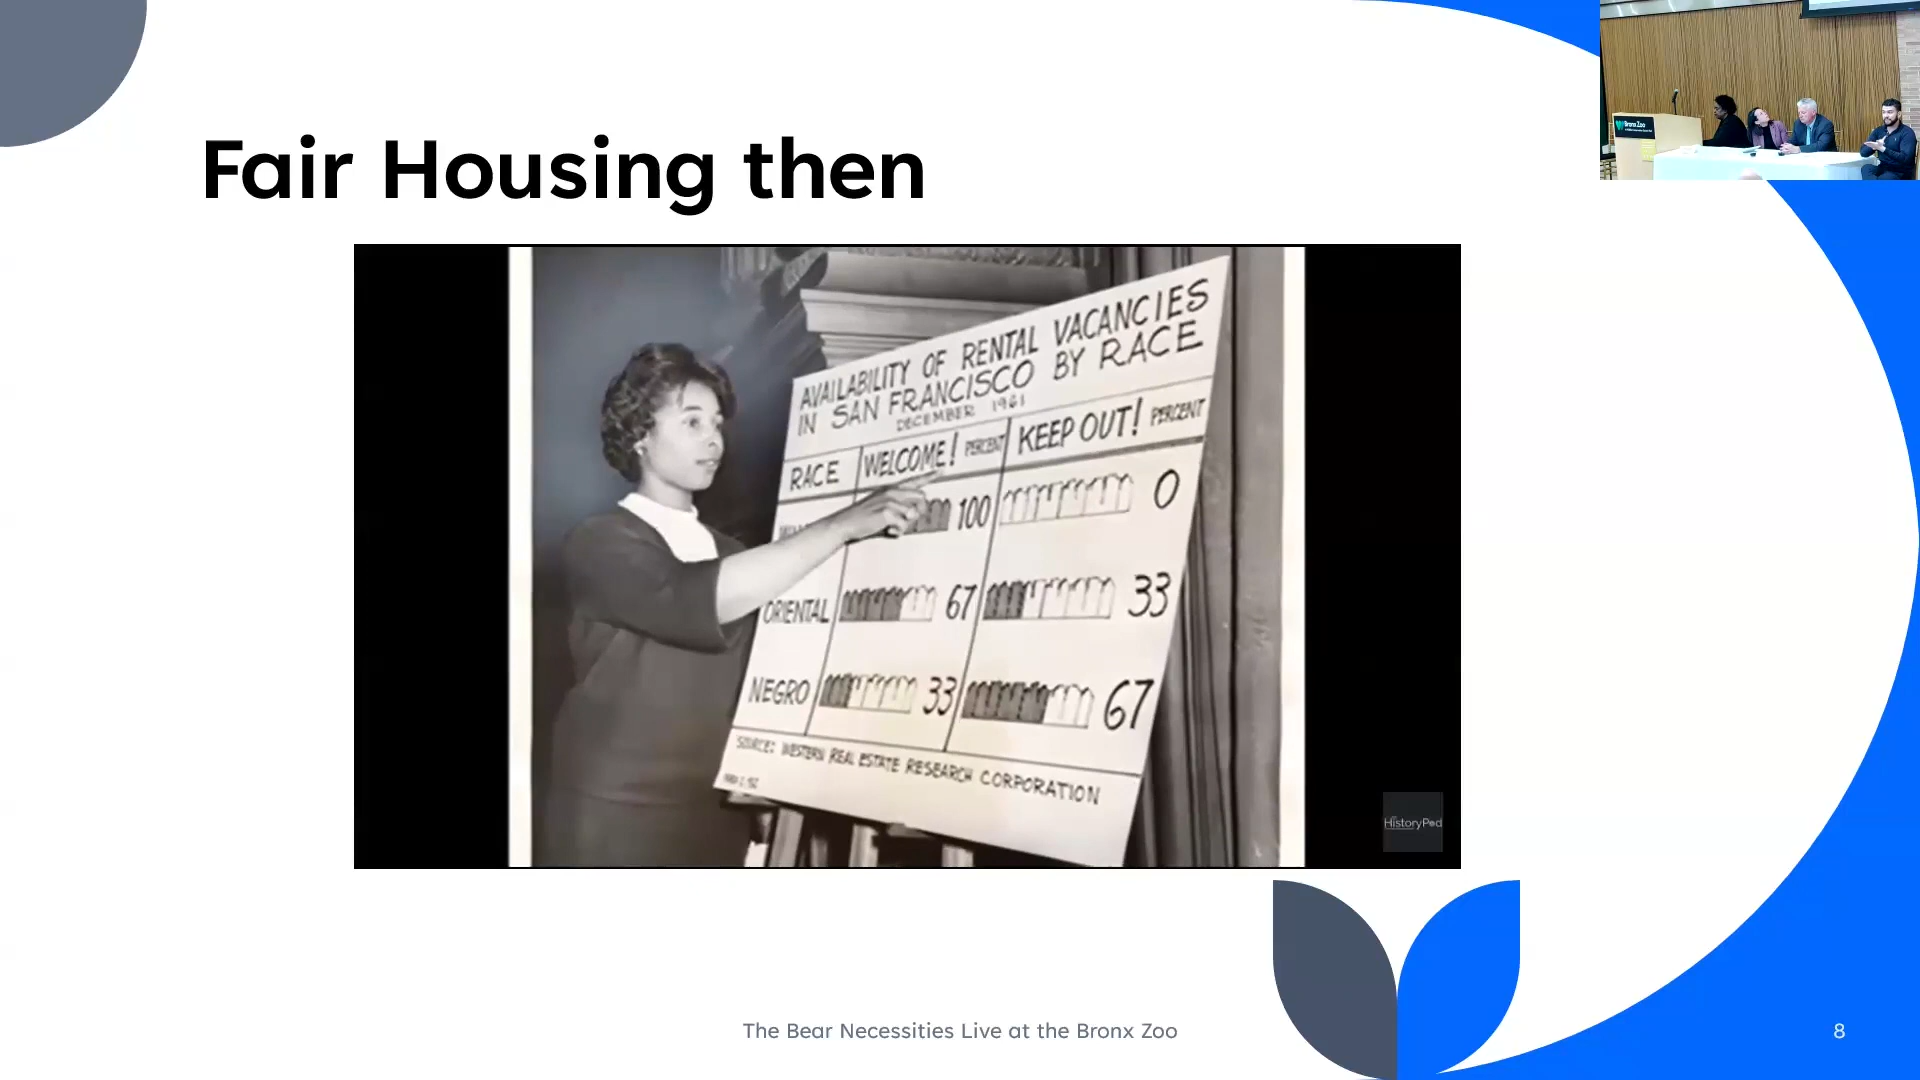 Fair Housing then
Bronx Zoo
AVAILABILITY OF RENTAL VACANCIES
IN SAN FRANCISCO BY RACE
DECEMBER 1961
RACE WELCOME! PERCENT KEEP OUT! PERCENT
100 0
ORIENTAL 67 33
NEGRO 33 67
SOURCE: WESTERN REAL ESTATE RESEARCH CORPORATION
HistoryPod
The Bear Necessities Live at the Bronx Zoo
8